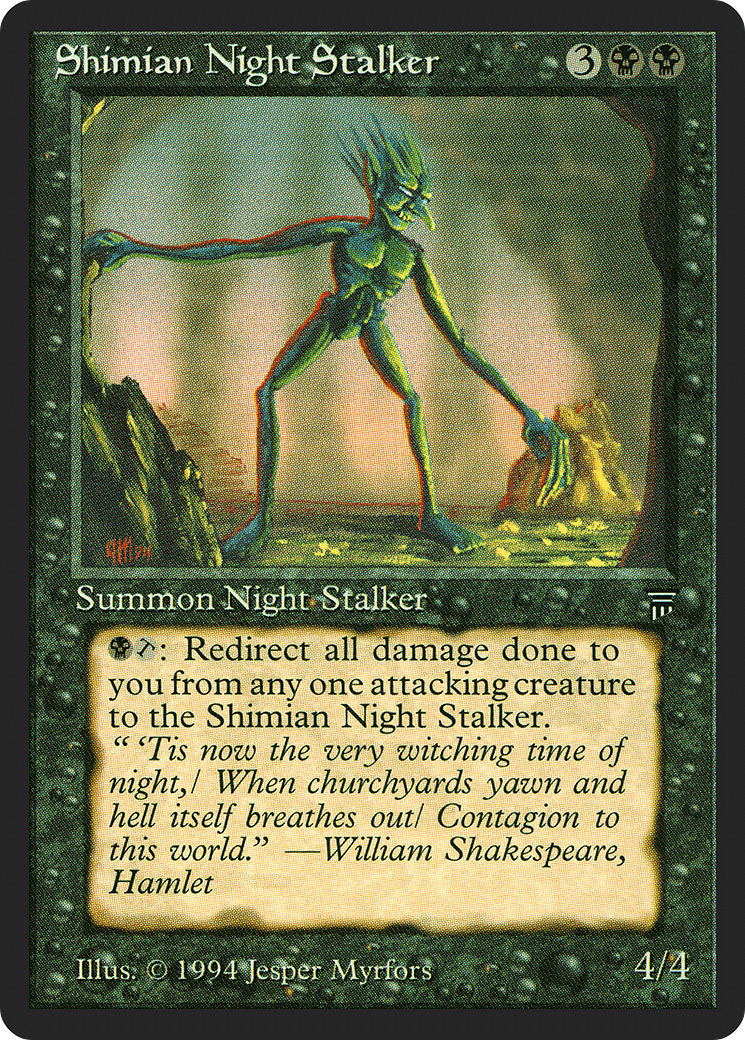 Shimian Night Stalker 3
Summon Night Stalker
: Redirect all damage done to
you from any one attacking creature
to the Shimian Night Stalker.
“ ‘Tis now the very witching time of
night,/ When churchyards yawn and
hell itself breathes out/ Contagion to
this world.” —William Shakespeare,
Hamlet
Illus. © 1994 Jesper Myrfors 4/4